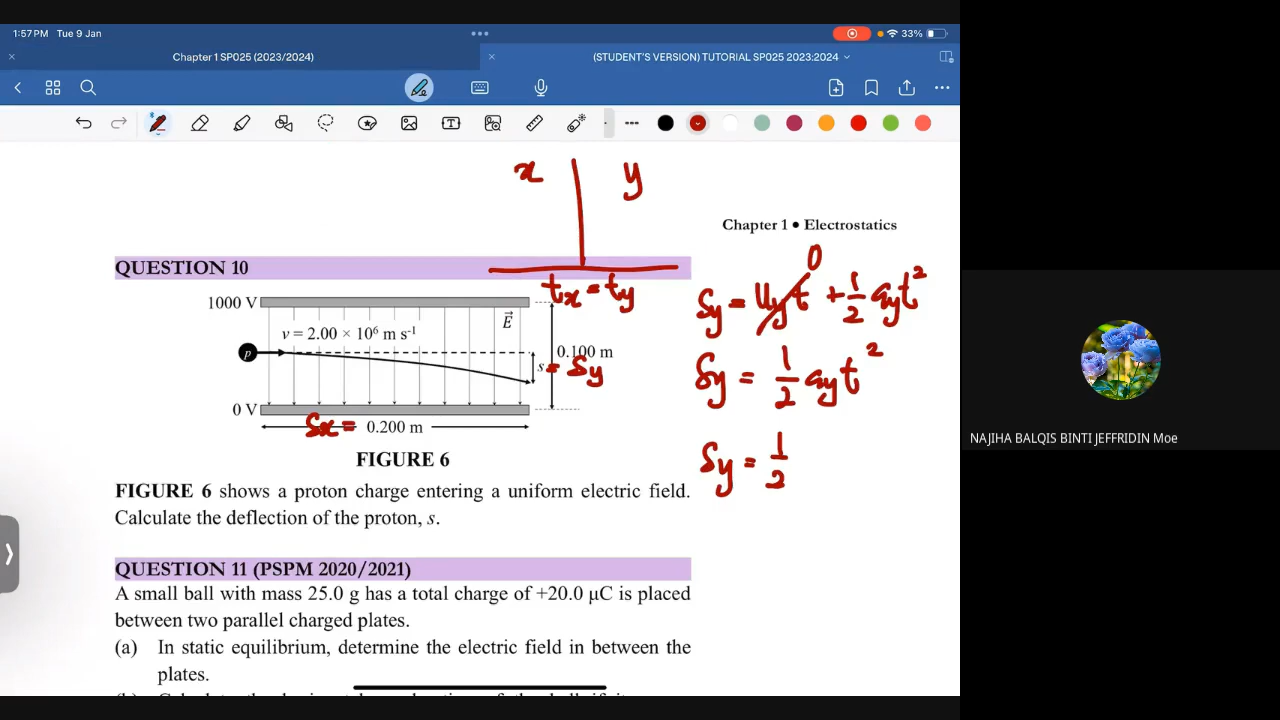 1:57 PM Tue 9 Jan
33%
Chapter 1 SP025 (2023/2024)
(STUDENT'S VERSION) TUTORIAL SP025 2023:2024
x y
Chapter 1 • Electrostatics
QUESTION 10
tx = ty
0
Sy = uyt + 1/2 ayt²
1000 V
v = 2.00 × 10⁶ m s⁻¹
E
p
0.100 m
s = Sy
Sy = 1/2 ayt²
0 V
Sx = 0.200 m
Sy = 1/2
FIGURE 6
FIGURE 6 shows a proton charge entering a uniform electric field.
Calculate the deflection of the proton, s.
NAJIHA BALQIS BINTI JEFFRIDIN Moe
QUESTION 11 (PSPM 2020/2021)
A small ball with mass 25.0 g has a total charge of +20.0 μC is placed
between two parallel charged plates.
(a) In static equilibrium, determine the electric field in between the
plates.